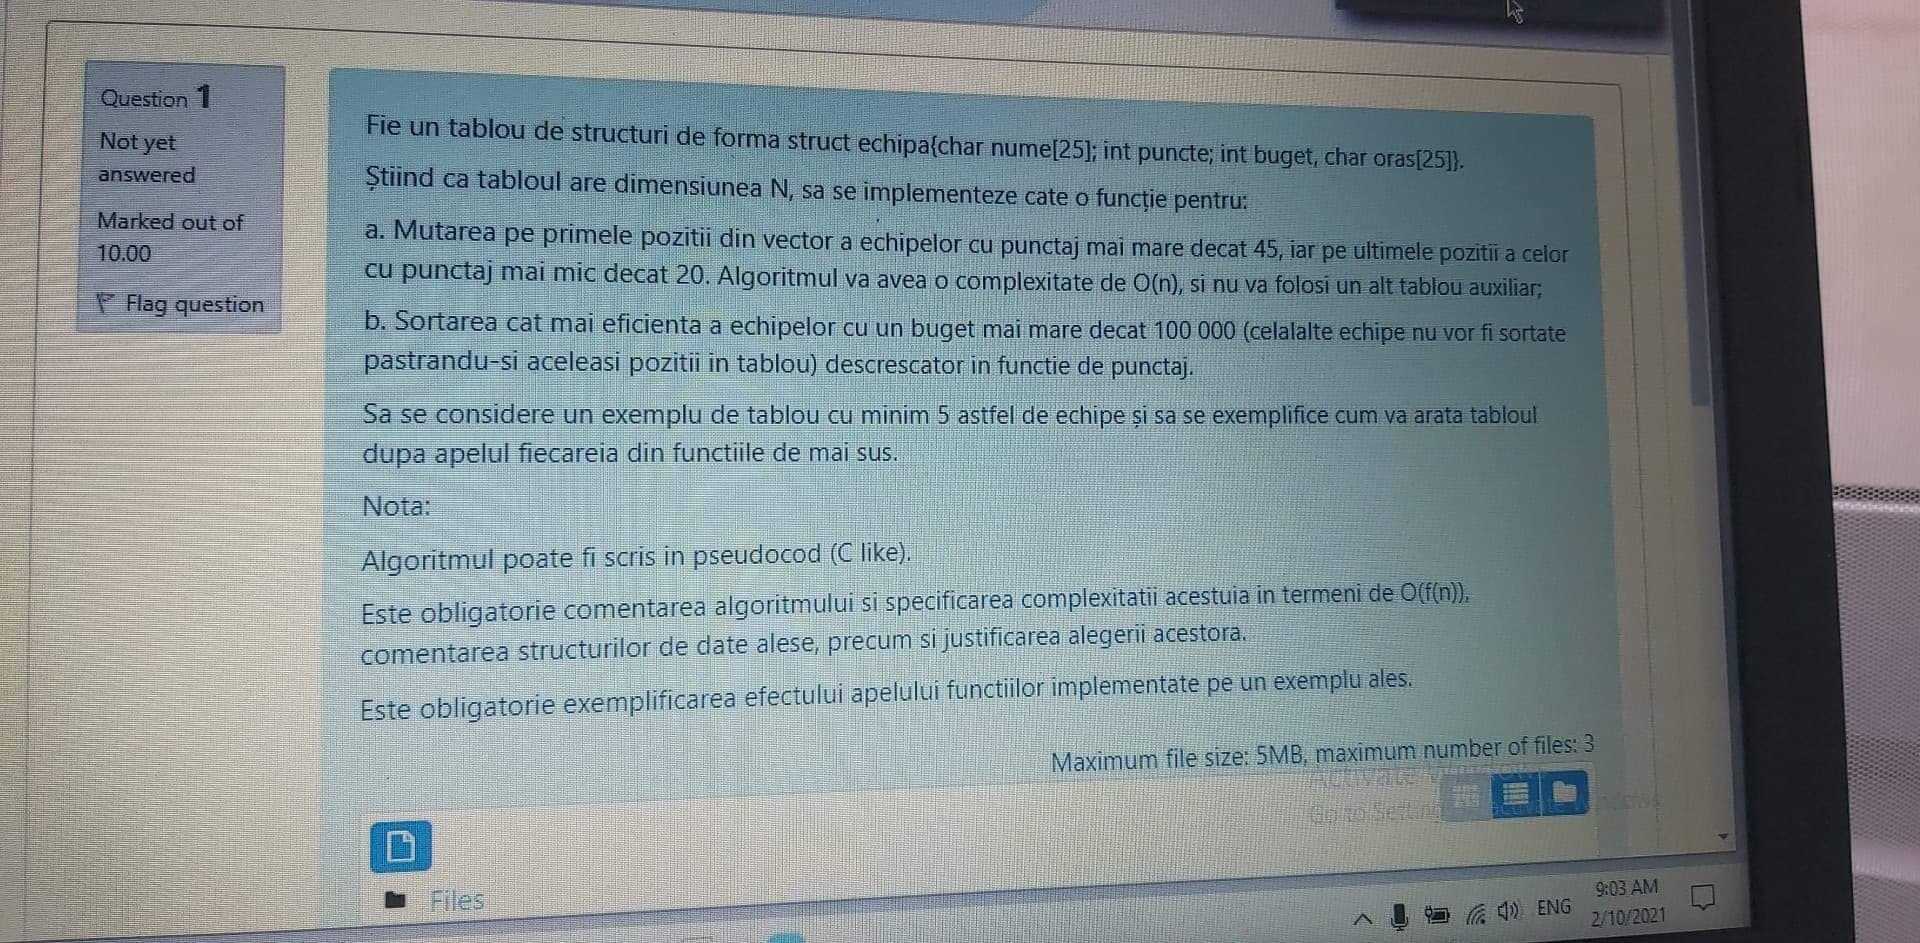 Question 1
Not yet
answered
Marked out of
10.00
Flag question
Fie un tablou de structuri de forma struct echipa{char nume[25]; int puncte; int buget, char oras[25]}.
Știind ca tabloul are dimensiunea N, sa se implementeze cate o funcție pentru:
a. Mutarea pe primele pozitii din vector a echipelor cu punctaj mai mare decat 45, iar pe ultimele pozitii a celor
cu punctaj mai mic decat 20. Algoritmul va avea o complexitate de O(n), si nu va folosi un alt tablou auxiliar;
b. Sortarea cat mai eficienta a echipelor cu un buget mai mare decat 100 000 (celalalte echipe nu vor fi sortate
pastrandu-si aceleasi pozitii in tablou) descrescator in functie de punctaj.
Sa se considere un exemplu de tablou cu minim 5 astfel de echipe și sa se exemplifice cum va arata tabloul
dupa apelul fiecareia din functiile de mai sus.
Nota:
Algoritmul poate fi scris in pseudocod (C like).
Este obligatorie comentarea algoritmului si specificarea complexitatii acestuia in termeni de O(f(n)),
comentarea structurilor de date alese, precum si justificarea alegerii acestora.
Este obligatorie exemplificarea efectului apelului functiilor implementate pe un exemplu ales.
Maximum file size: 5MB, maximum number of files: 3
Activate Windows
Go to Setting activate Windows
Files
ENG
9:03 AM
2/10/2021